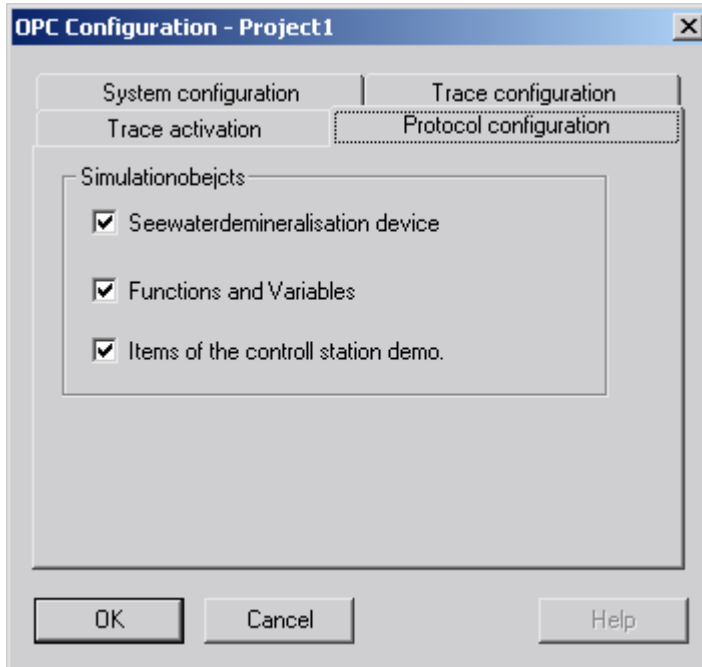 OPC Configuration - Project1
System configuration
Trace configuration
Trace activation
Protocol configuration
Simulationobejcts
Seewaterdemineralisation device
Functions and Variables
Items of the controll station demo.
OK
Cancel
Help